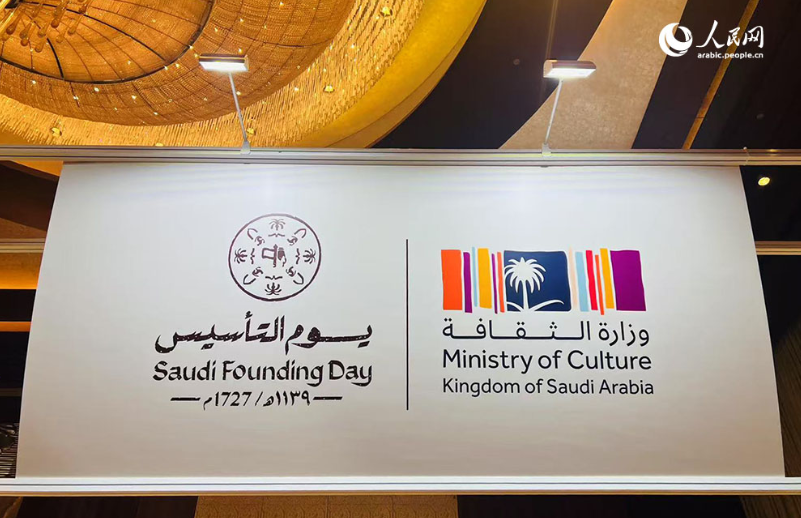 人民网
arabic.people.cn
يوم التأسيس
Saudi Founding Day
١١٣٩هـ / 1727م
وزارة الثقافة
Ministry of Culture
Kingdom of Saudi Arabia